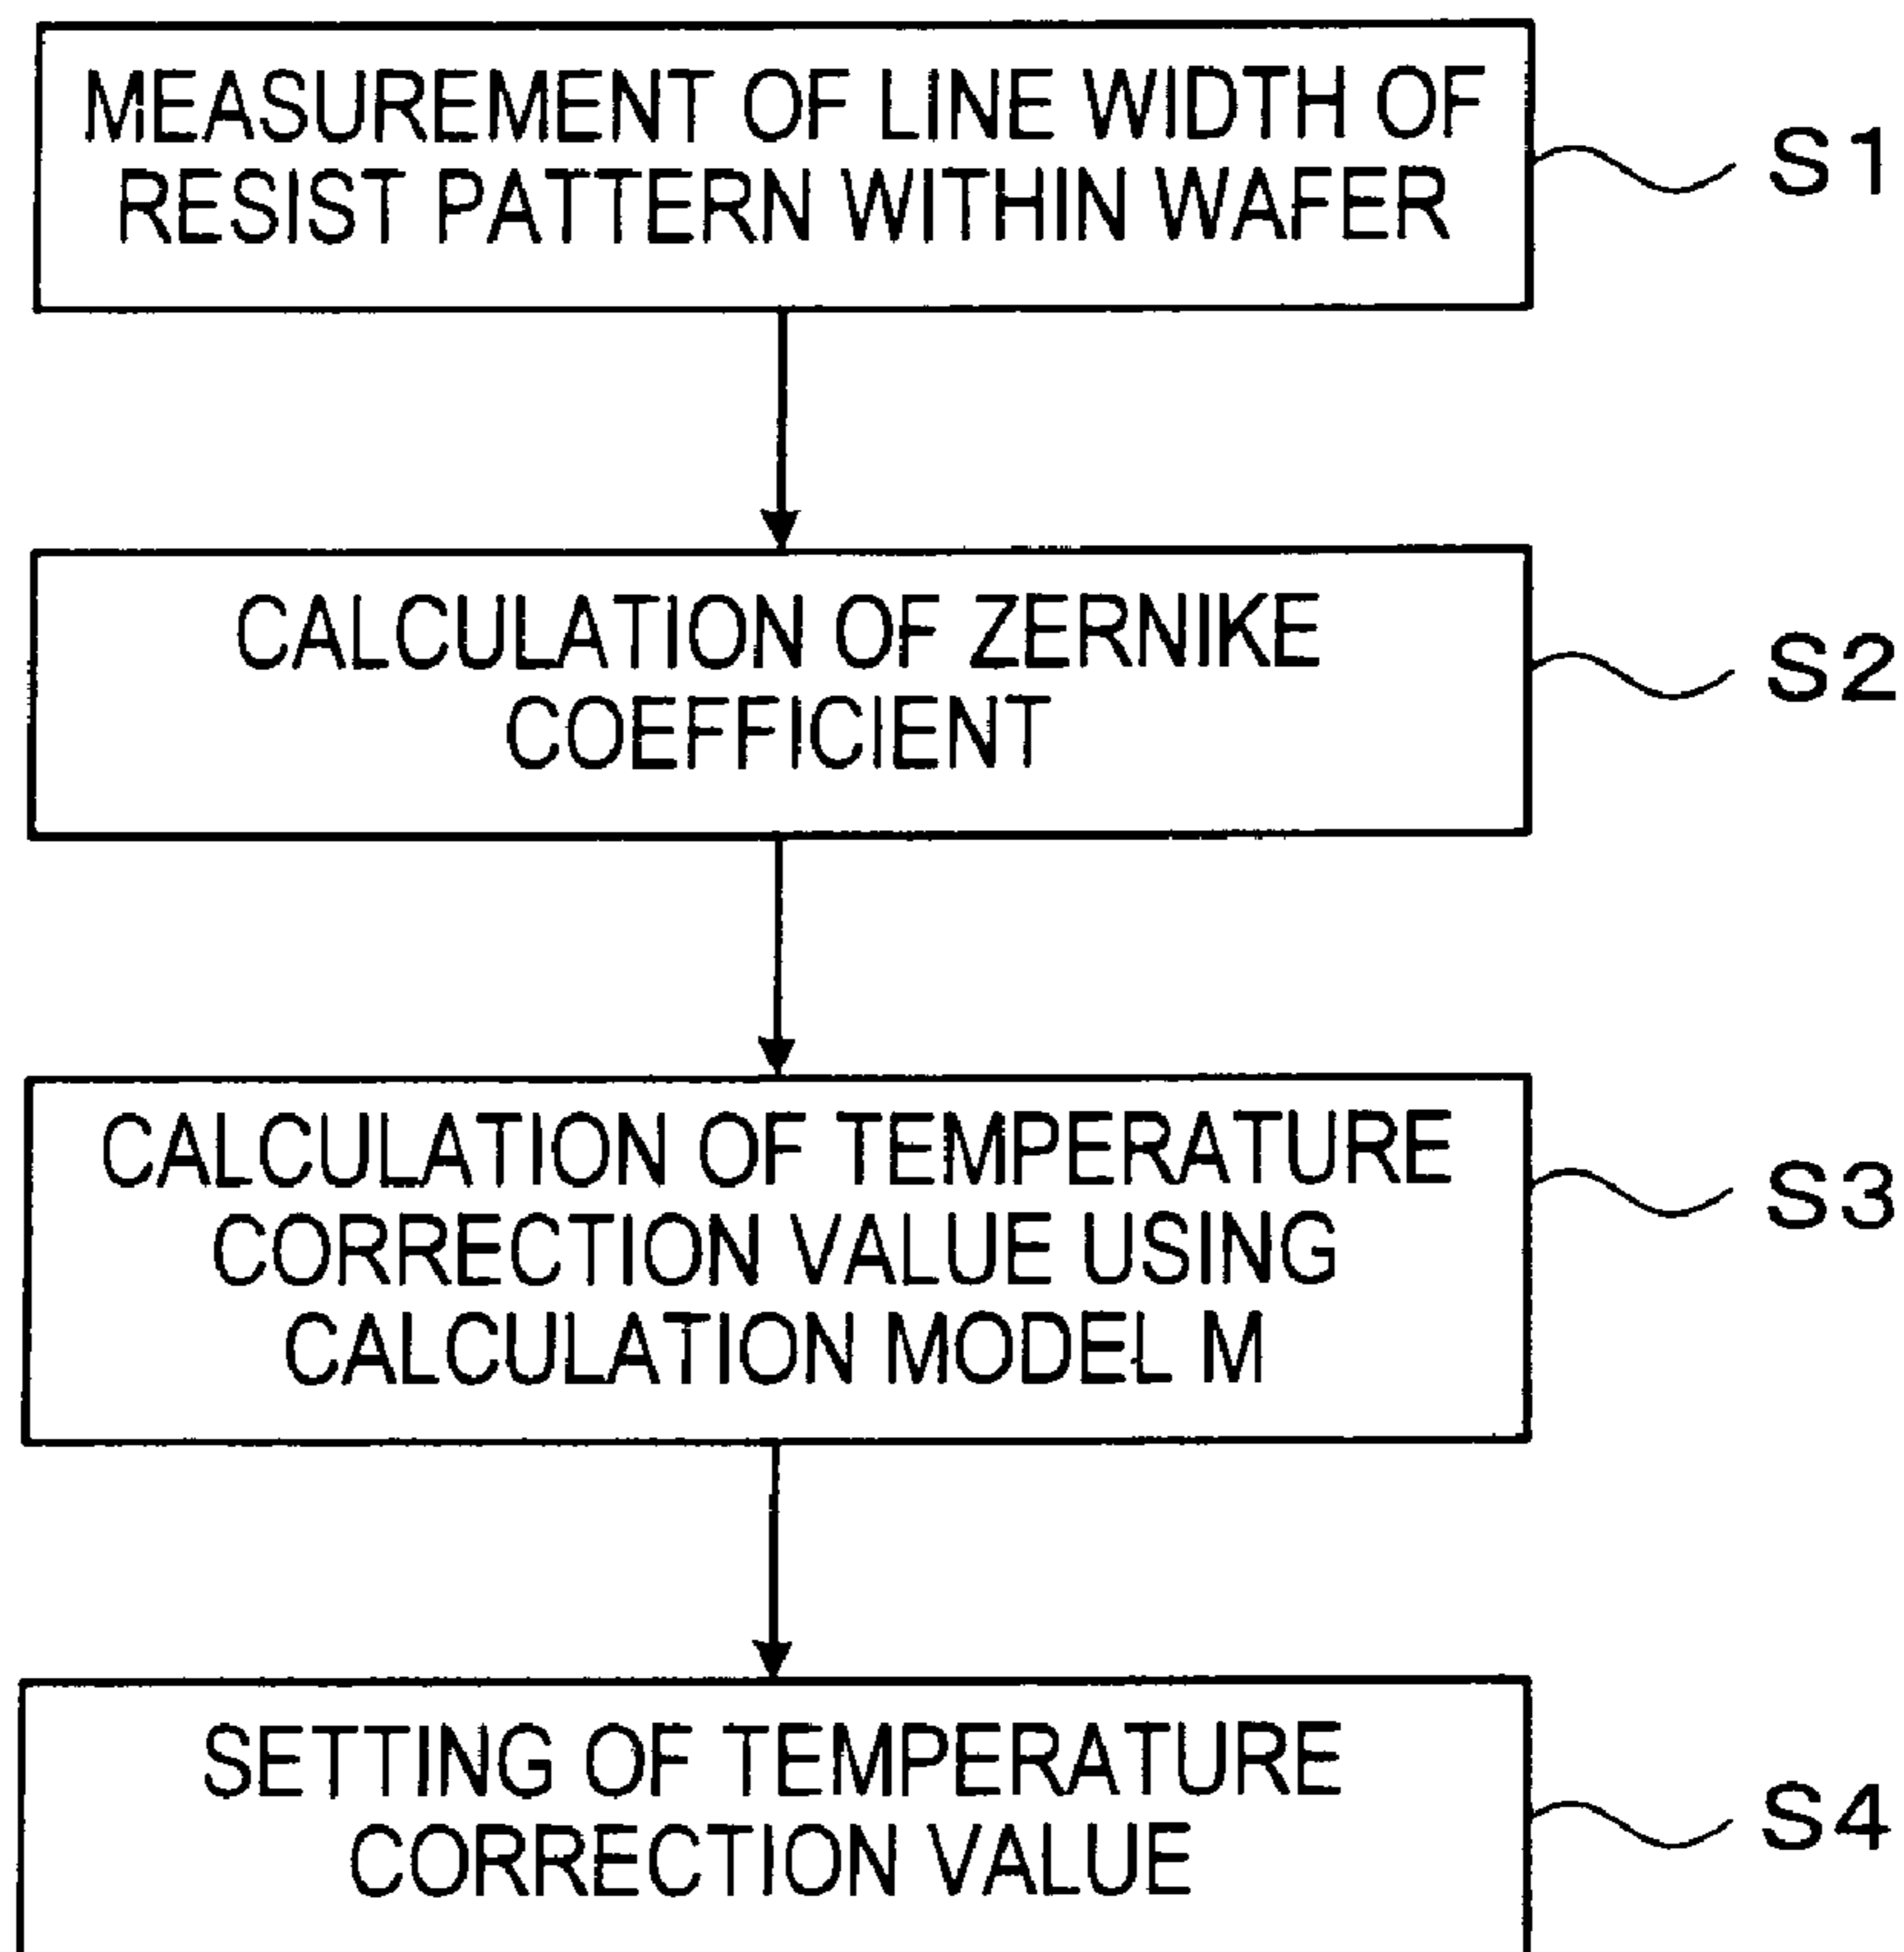 MEASUREMENT OF LINE WIDTH OF
RESIST PATTERN WITHIN WAFER
S1
CALCULATION OF ZERNIKE
COEFFICIENT
S2
CALCULATION OF TEMPERATURE
CORRECTION VALUE USING
CALCULATION MODEL M
S3
SETTING OF TEMPERATURE
CORRECTION VALUE
S4